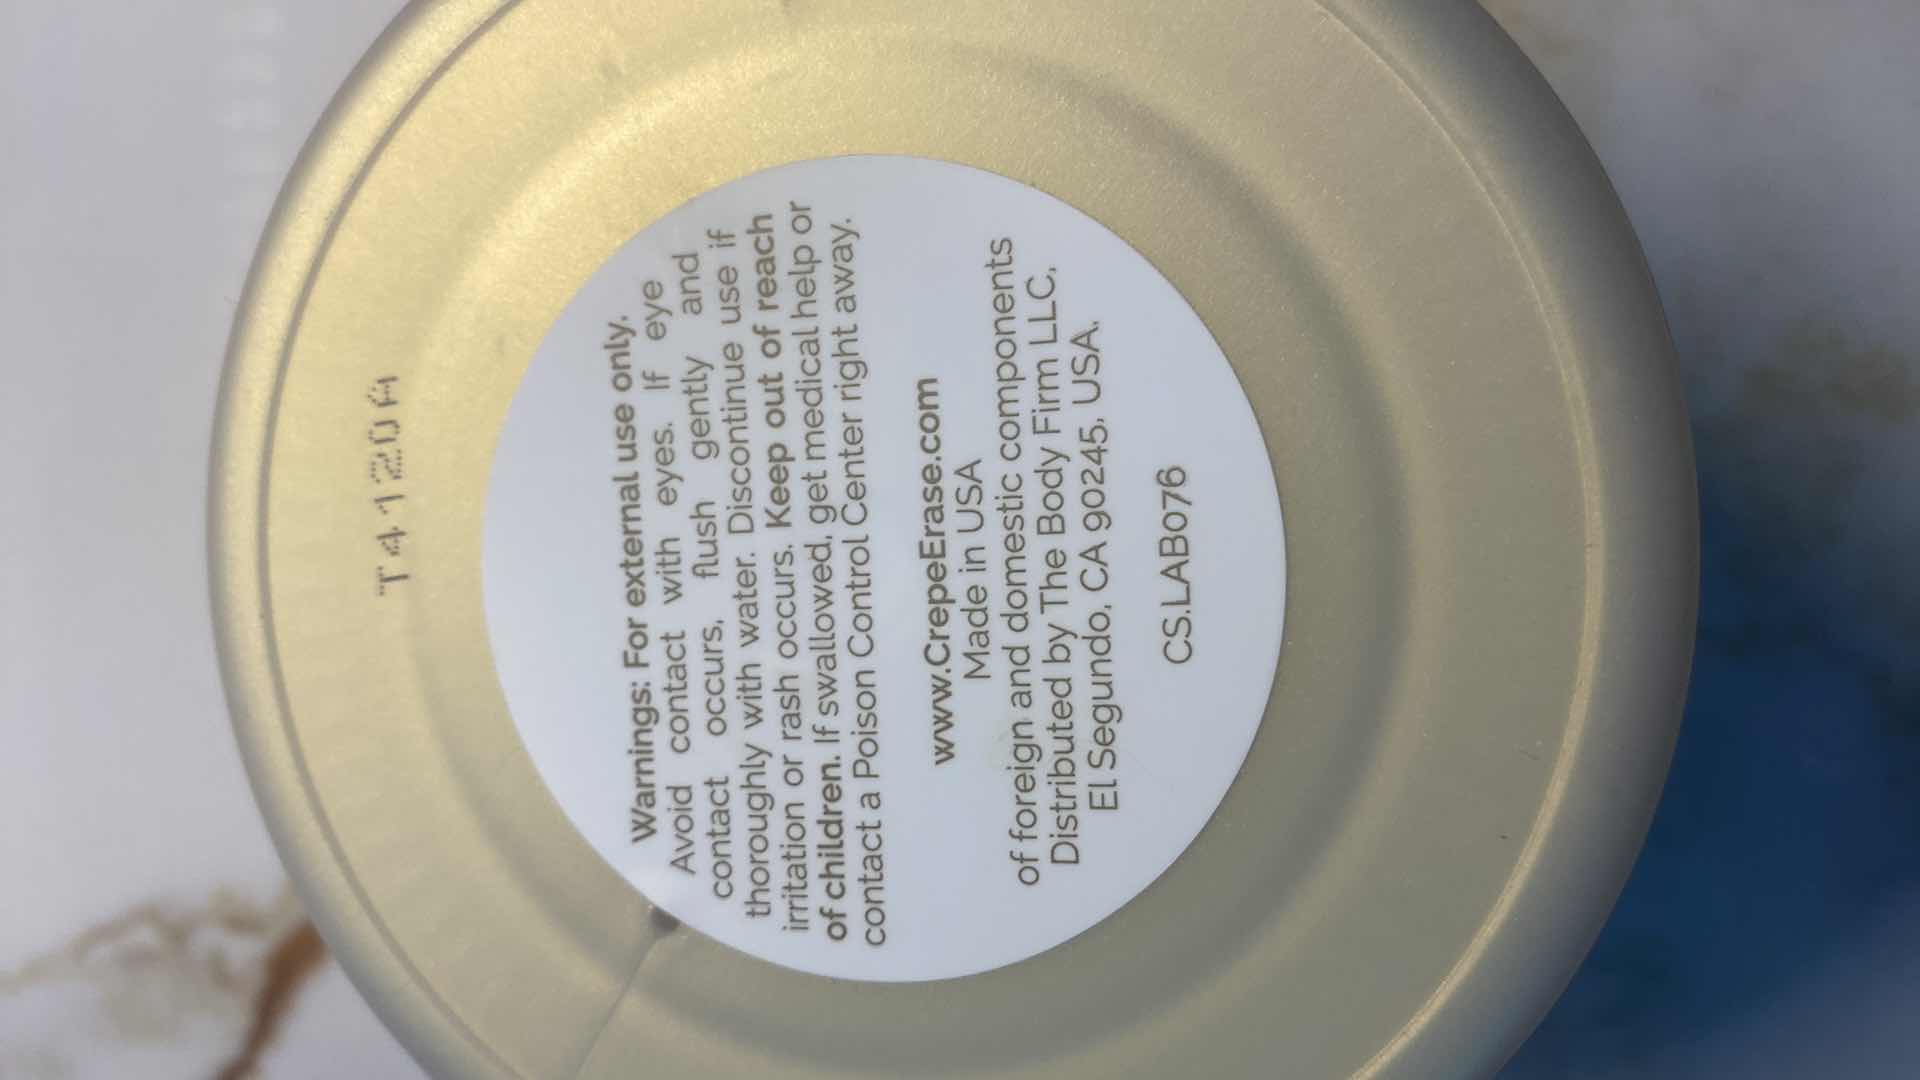 T4120A
Warnings: For external use only.
Avoid contact with eyes. If eye
contact occurs, flush gently and
thoroughly with water. Discontinue use if
irritation or rash occurs. Keep out of reach
of children. If swallowed, get medical help or
contact a Poison Control Center right away.
www.CrepeErase.com
Made in USA
of foreign and domestic components
Distributed by The Body Firm LLC,
El Segundo, CA 90245, USA.
CS.LAB076